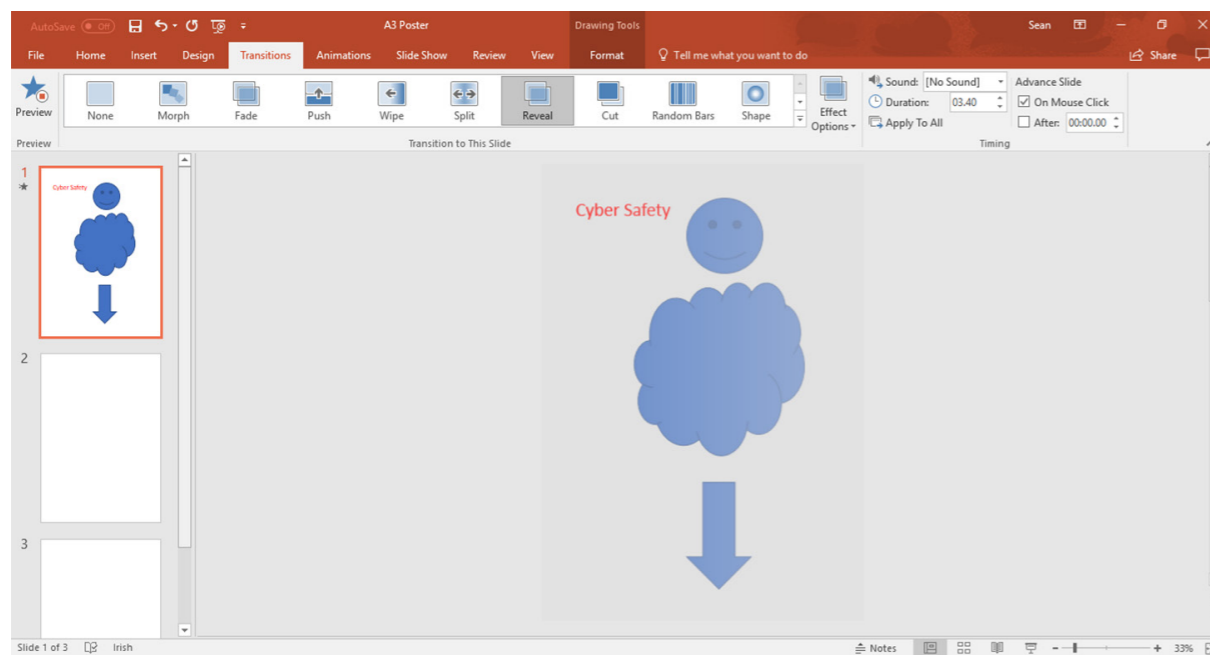 AutoSave Off A3 Poster Drawing Tools Sean
File Home Insert Design Transitions Animations Slide Show Review View Format Tell me what you want to do Share
Preview None Morph Fade Push Wipe Split Reveal Cut Random Bars Shape Effect Options
Sound: [No Sound] Advance Slide
Duration: 03.40 On Mouse Click
Apply To All After: 00:00.00
Preview Transition to This Slide Timing
1
Cyber Safety
2
3
Cyber Safety
Slide 1 of 3 Irish Notes 33%